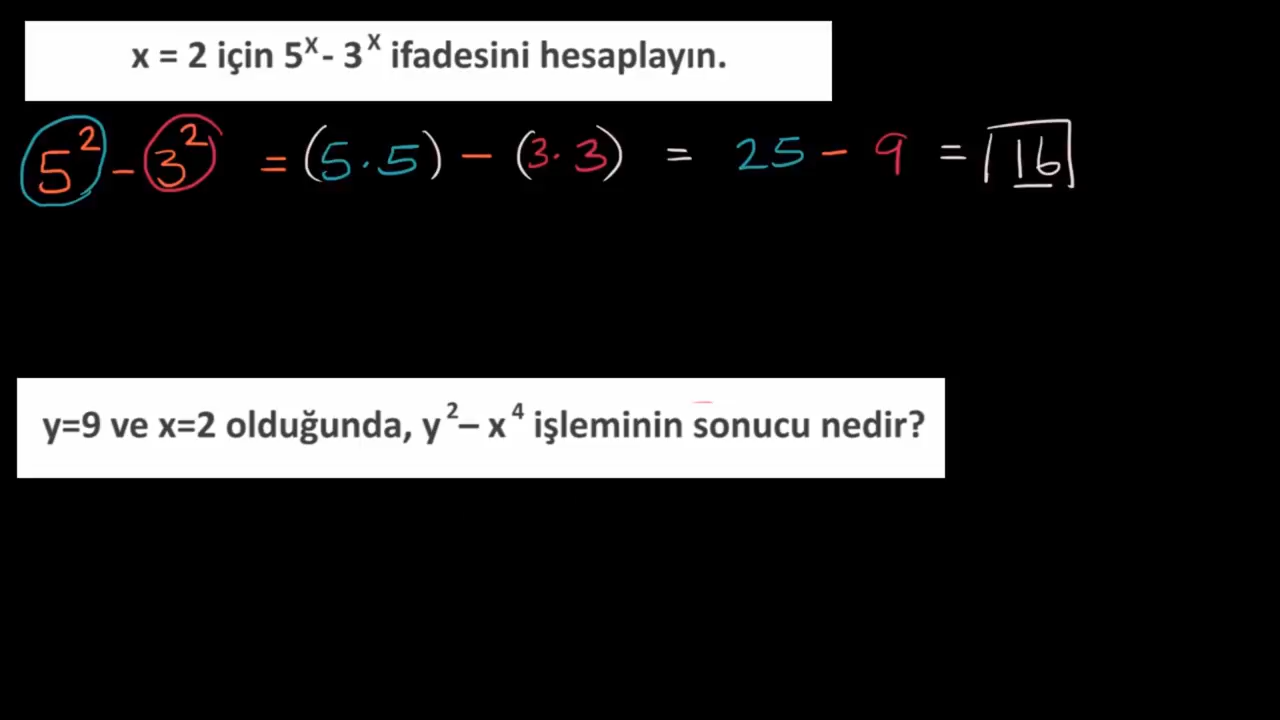 x = 2 için 5ˣ - 3ˣ ifadesini hesaplayın.
5² - 3² = (5·5) - (3·3) = 25 - 9 = 16
y=9 ve x=2 olduğunda, y² – x⁴ işleminin sonucu nedir?